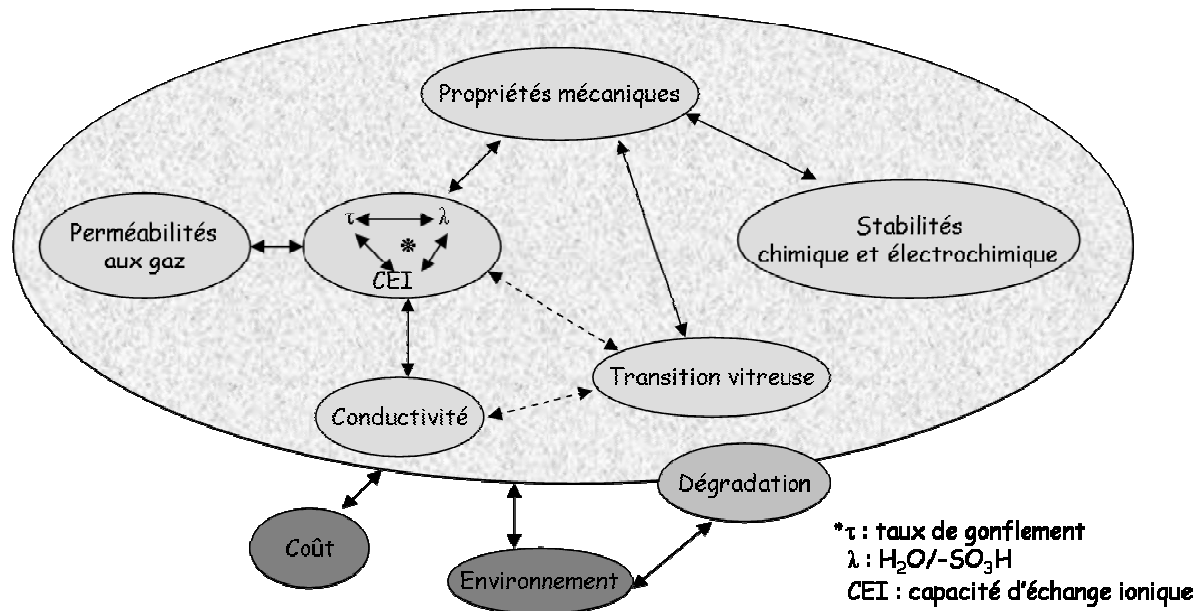 Propriétés mécaniques
Perméabilités
aux gaz
τ λ
*
CEI
Stabilités
chimique et électrochimique
Transition vitreuse
Conductivité
Dégradation
Coût
Environnement
*τ : taux de gonflement
λ : H₂O/-SO₃H
CEI : capacité d'échange ionique